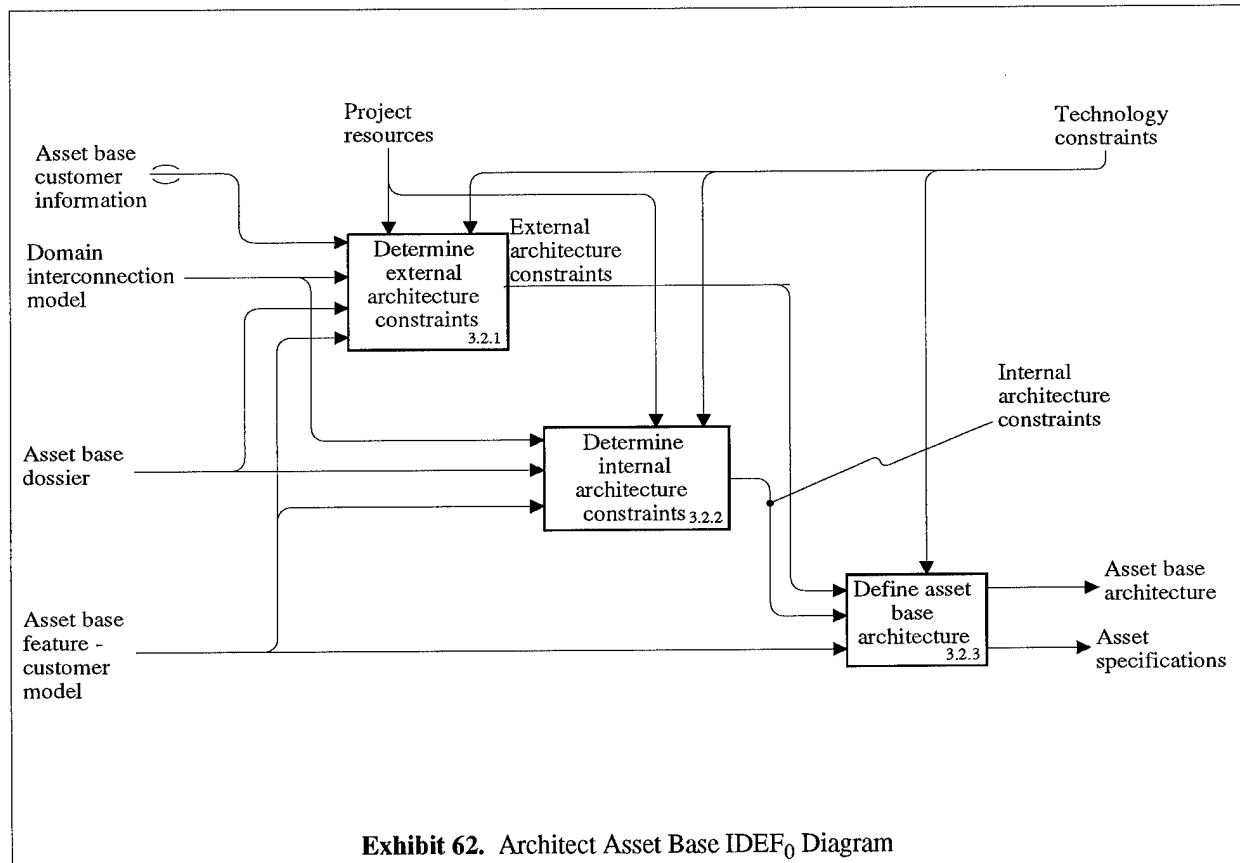 Project
resources
Technology
constraints
Asset base
customer
information
Domain
interconnection
model
Determine
external
architecture
constraints
3.2.1
External
architecture
constraints
Internal
architecture
constraints
Asset base
dossier
Determine
internal
architecture
constraints 3.2.2
Asset base
feature -
customer
model
Define asset
base
architecture
3.2.3
Asset base
architecture
Asset
specifications
Exhibit 62. Architect Asset Base IDEF0 Diagram